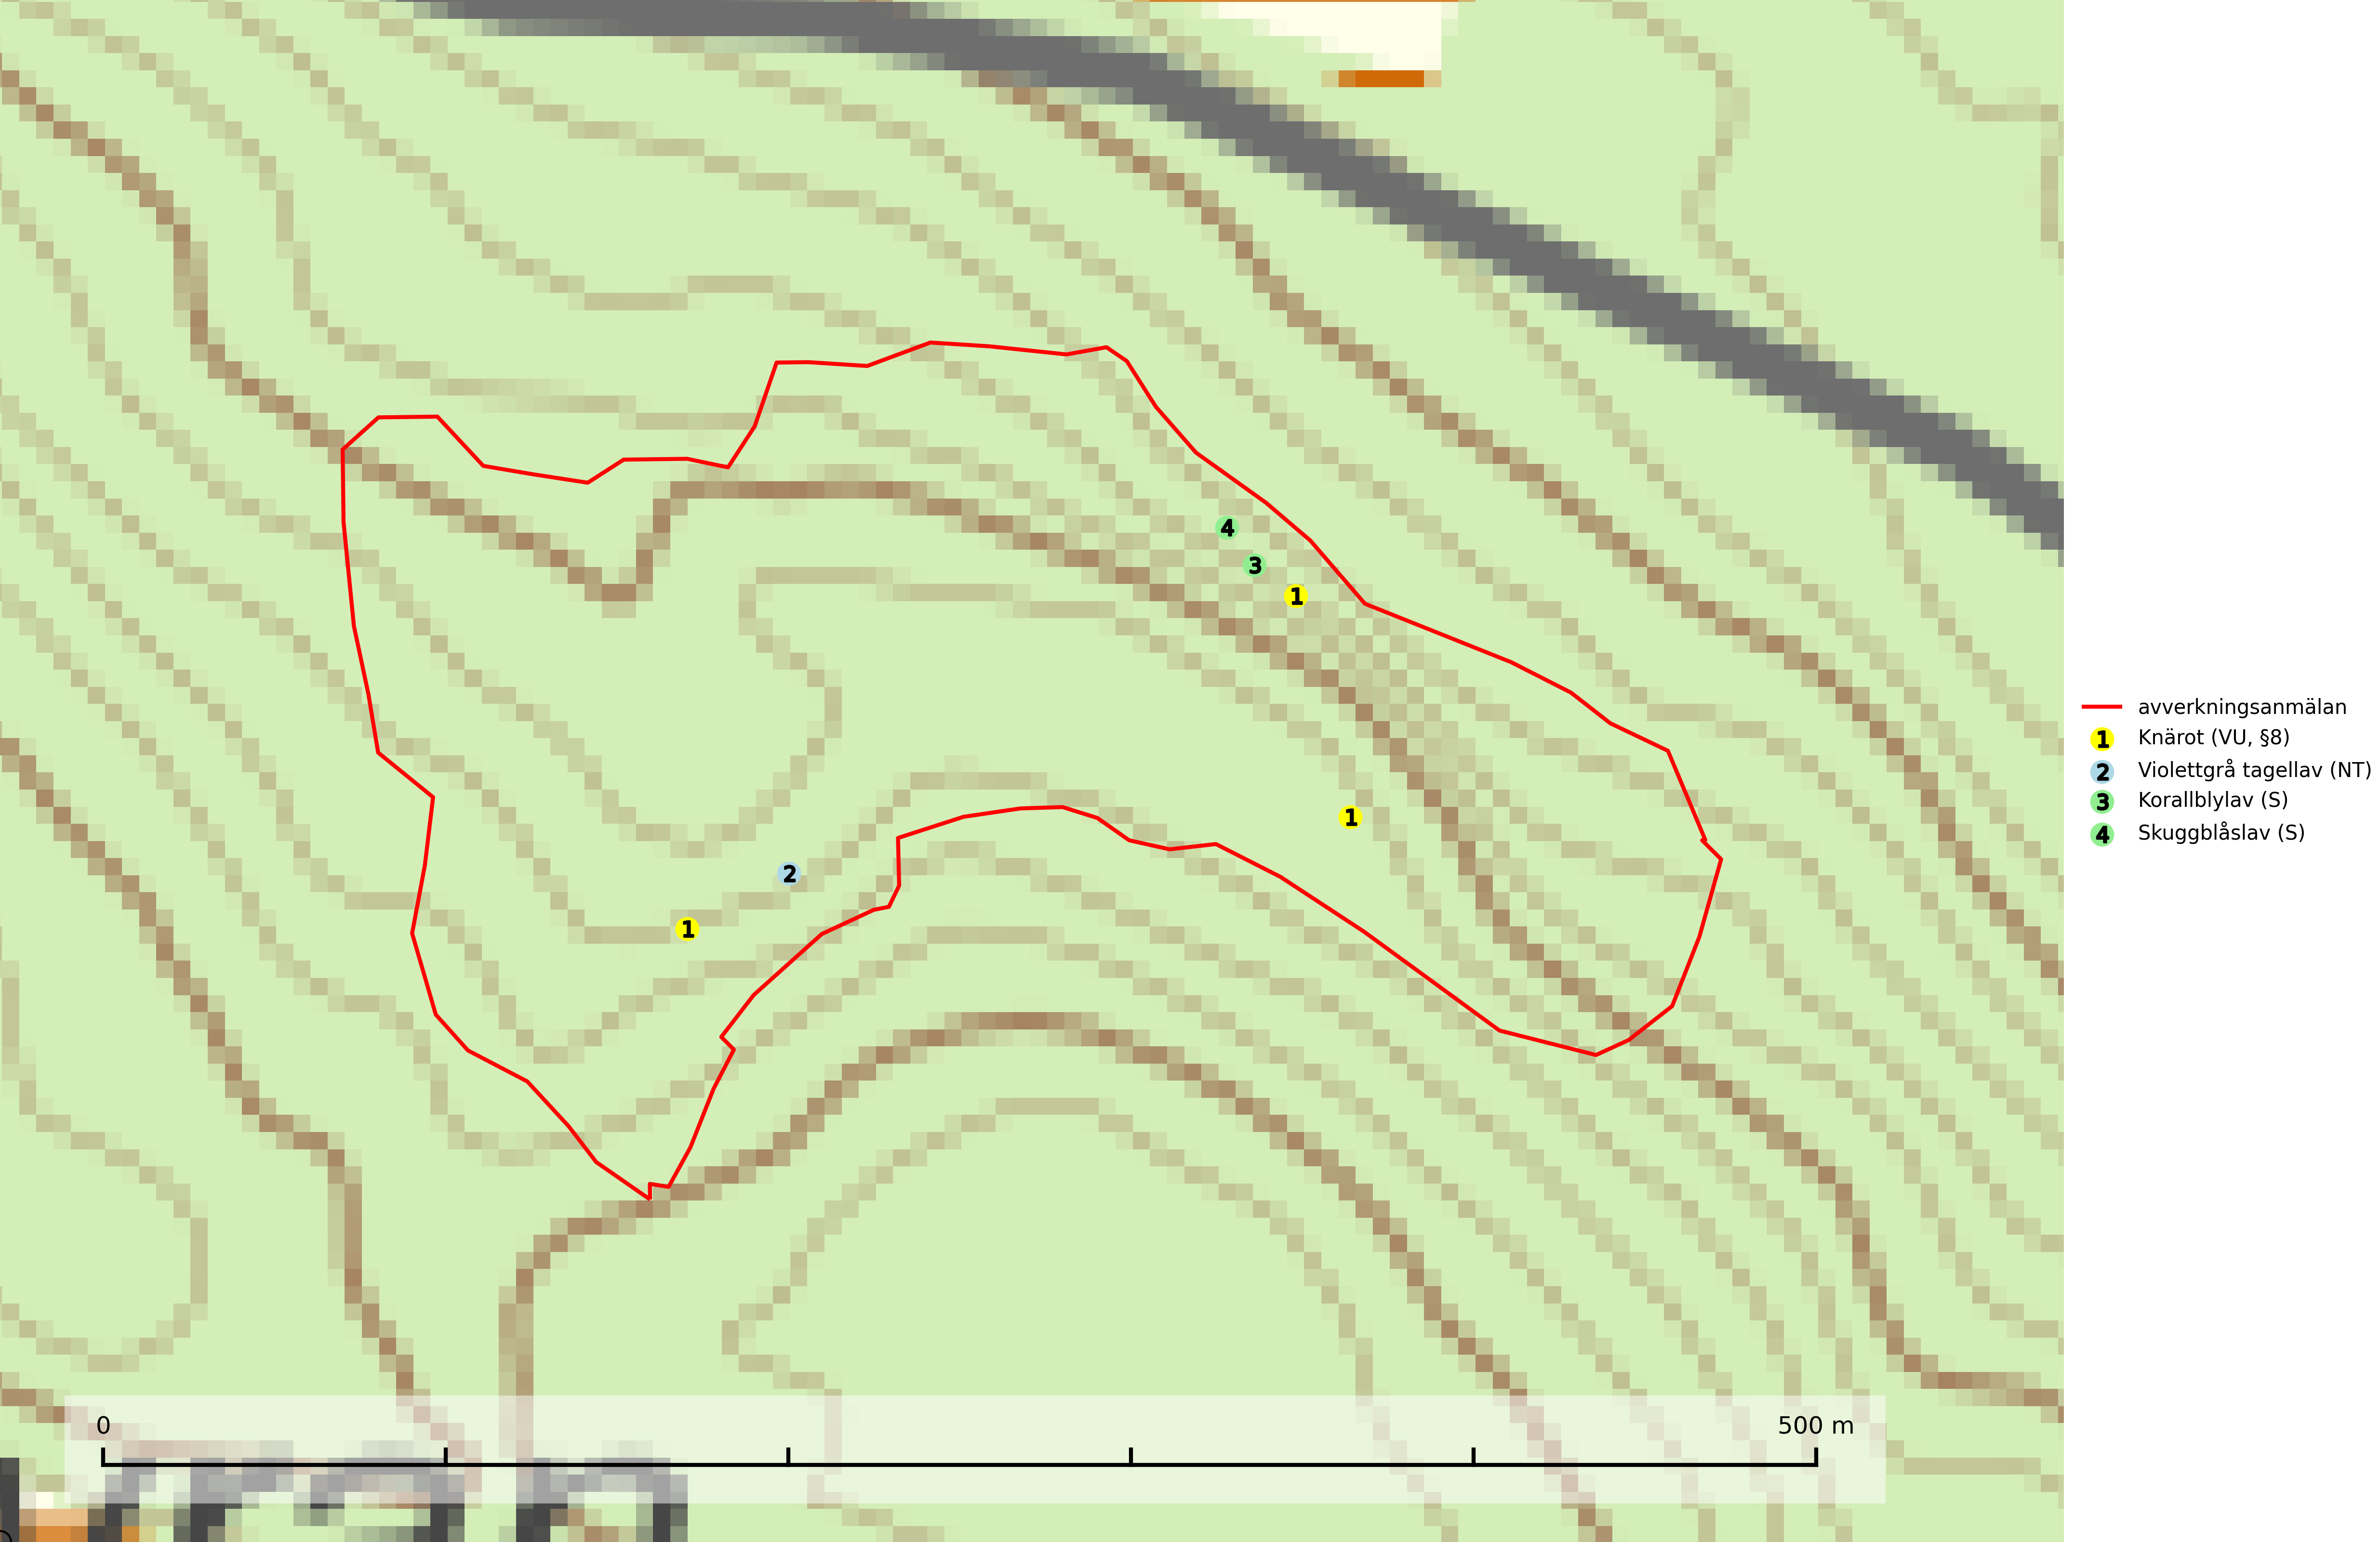 4
3
1
1
2
1
avverkningsanmälan
1 Knärot (VU, §8)
2 Violettgrå tagellav (NT)
3 Korallblylav (S)
4 Skuggblåslav (S)
0 500 m